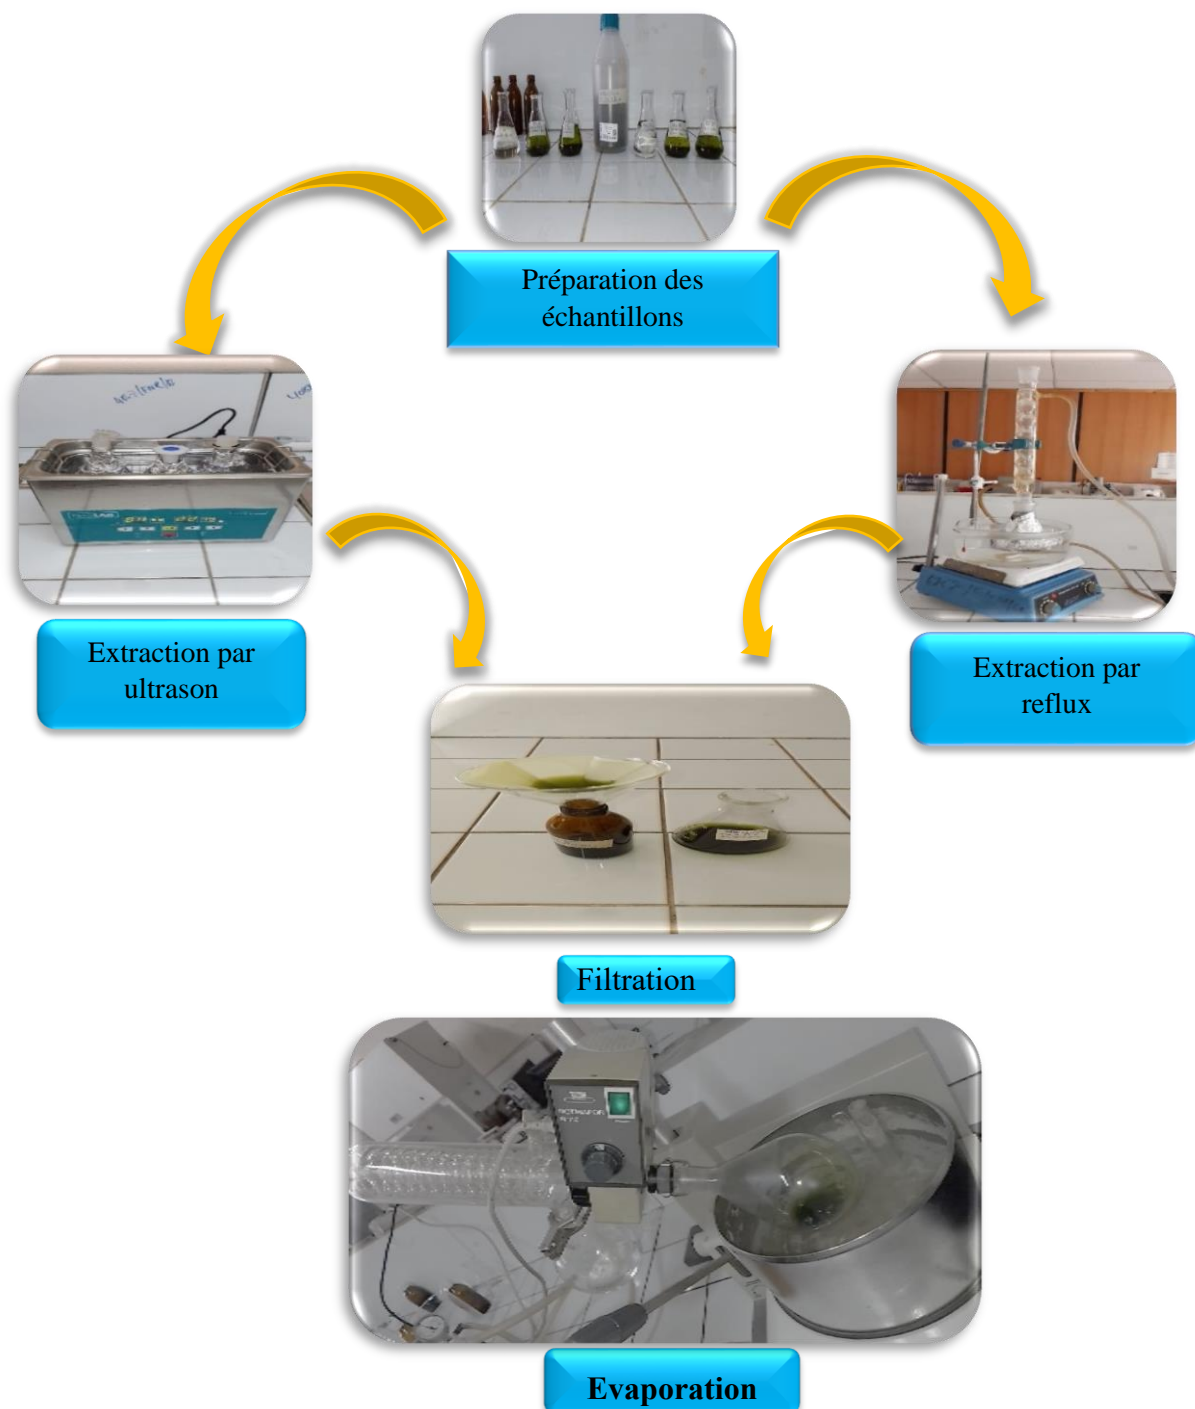 Préparation des
échantillons
Extraction par
ultrason
Extraction par
reflux
Filtration
Evaporation